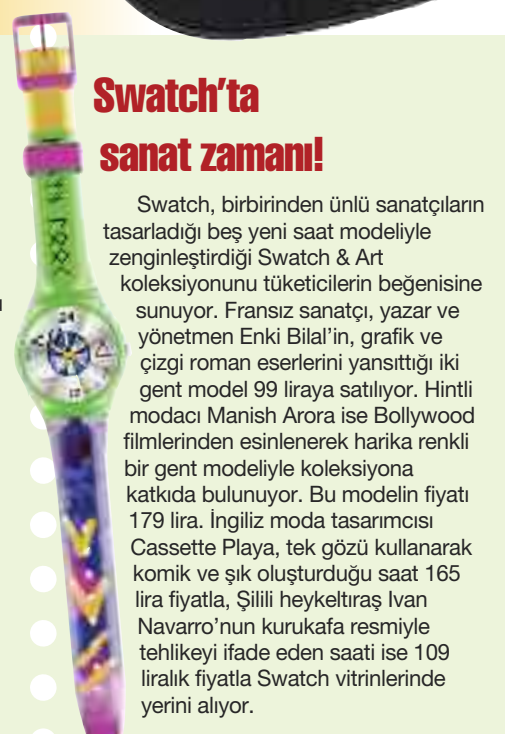 Swatch'ta
sanat zamanı!
Swatch, birbirinden ünlü sanatçıların
tasarladığı beş yeni saat modeliyle
zenginleştirdiği Swatch & Art
koleksiyonunu tüketicilerin beğenisine
sunuyor. Fransız sanatçı, yazar ve
yönetmen Enki Bilal'in, grafik ve
çizgi roman eserlerini yansıttığı iki
gent model 99 liraya satılıyor. Hintli
modacı Manish Arora ise Bollywood
filmlerinden esinlenerek harika renkli
bir gent modeliyle koleksiyona
katkıda bulunuyor. Bu modelin fiyatı
179 lira. İngiliz moda tasarımcısı
Cassette Playa, tek gözü kullanarak
komik ve şık oluşturduğu saat 165
lira fiyatla, Şilili heykeltıraş Ivan
Navarro'nun kurukafa resmiyle
tehlikeyi ifade eden saati ise 109
liralık fiyatla Swatch vitrinlerinde
yerini alıyor.